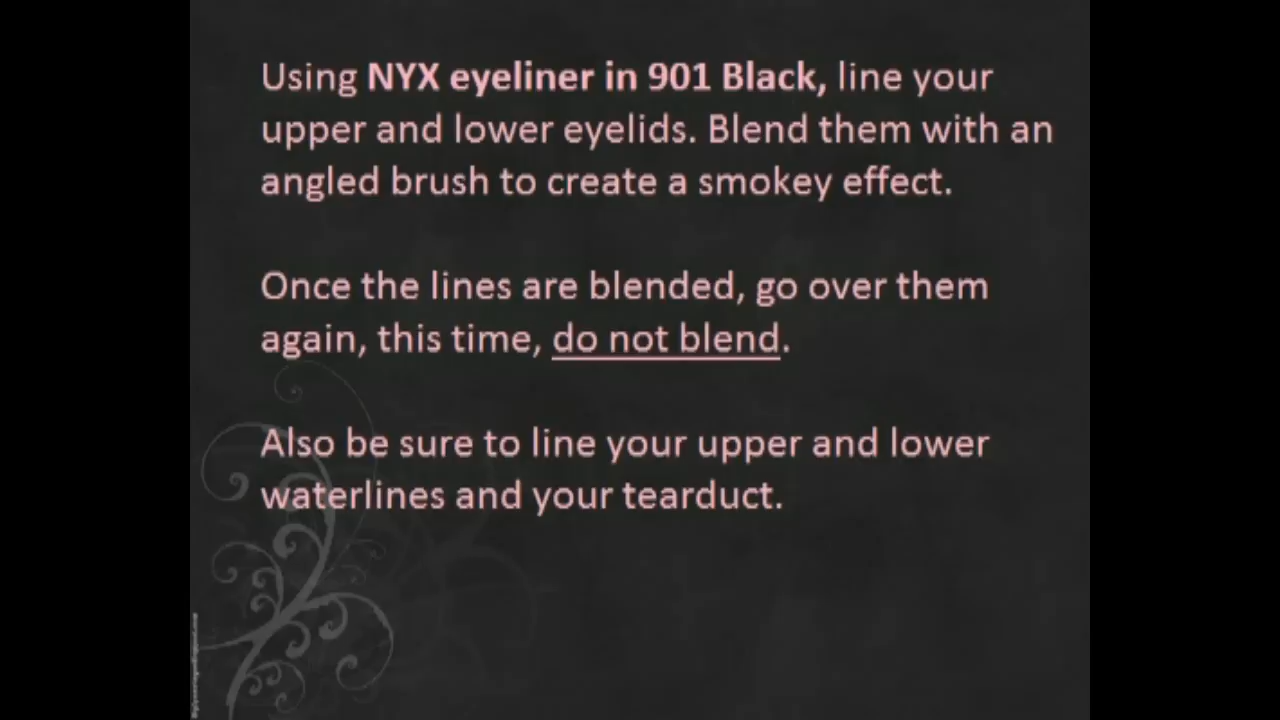 Using NYX eyeliner in 901 Black, line your
upper and lower eyelids. Blend them with an
angled brush to create a smokey effect.
Once the lines are blended, go over them
again, this time, do not blend.
Also be sure to line your upper and lower
waterlines and your tearduct.